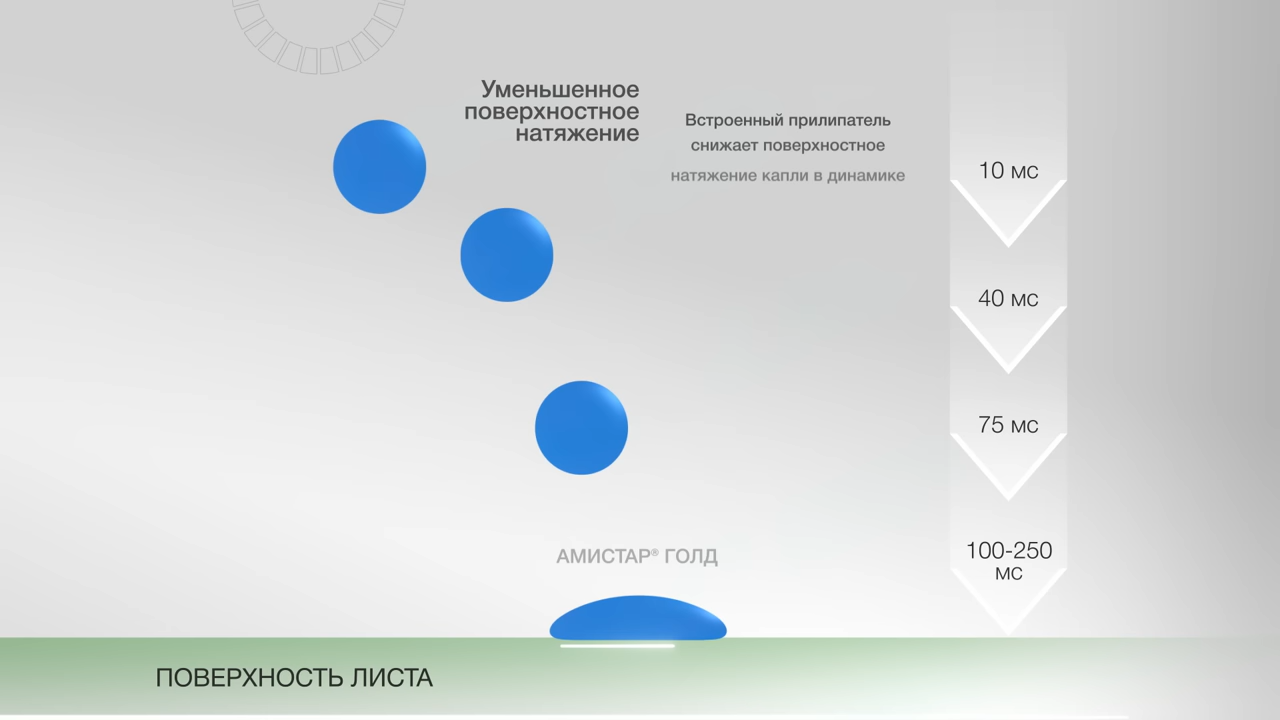 Уменьшенное
поверхностное
натяжение
Встроенный прилипатель
снижает поверхностное
натяжение капли в динамике
10 мс
40 мс
75 мс
100-250
мс
АМИСТАР® ГОЛД
ПОВЕРХНОСТЬ ЛИСТА